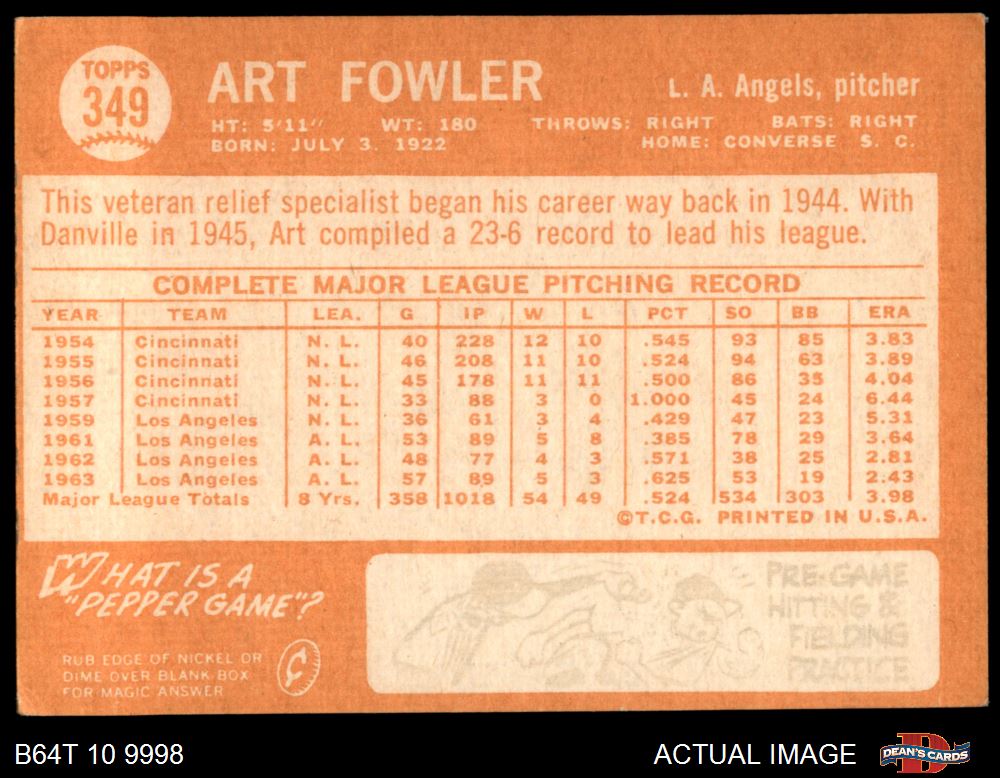 TOPPS
349
ART FOWLER
L. A. Angels, pitcher
HT: 5'11" WT: 180 THROWS: RIGHT BATS: RIGHT
BORN: JULY 3. 1922 HOME: CONVERSE S. C.
This veteran relief specialist began his career way back in 1944. With
Danville in 1945, Art compiled a 23-6 record to lead his league.
COMPLETE MAJOR LEAGUE PITCHING RECORD
YEAR TEAM LEA. G IP W L PCT SO BB ERA
1954 Cincinnati N. L. 40 228 12 10 .545 93 85 3.83
1955 Cincinnati N. L. 46 208 11 10 .524 94 63 3.89
1956 Cincinnati N. L. 45 178 11 11 .500 86 35 4.04
1957 Cincinnati N. L. 33 88 3 0 1.000 45 24 6.44
1959 Los Angeles N. L. 36 61 3 4 .429 47 23 5.31
1961 Los Angeles A. L. 53 89 5 8 .385 78 29 3.64
1962 Los Angeles A. L. 48 77 4 3 .571 38 25 2.81
1963 Los Angeles A. L. 57 89 5 3 .625 53 19 2.43
Major League Totals 8 Yrs. 358 1018 54 49 .524 534 303 3.98
©T.C.G. PRINTED IN U.S.A.
WHAT IS A
"PEPPER GAME"?
RUB EDGE OF NICKEL OR
DIME OVER BLANK BOX
FOR MAGIC ANSWER
PRE-GAME
HITTING &
FIELDING
PRACTICE
B64T 10 9998
ACTUAL IMAGE
DEAN'S CARDS